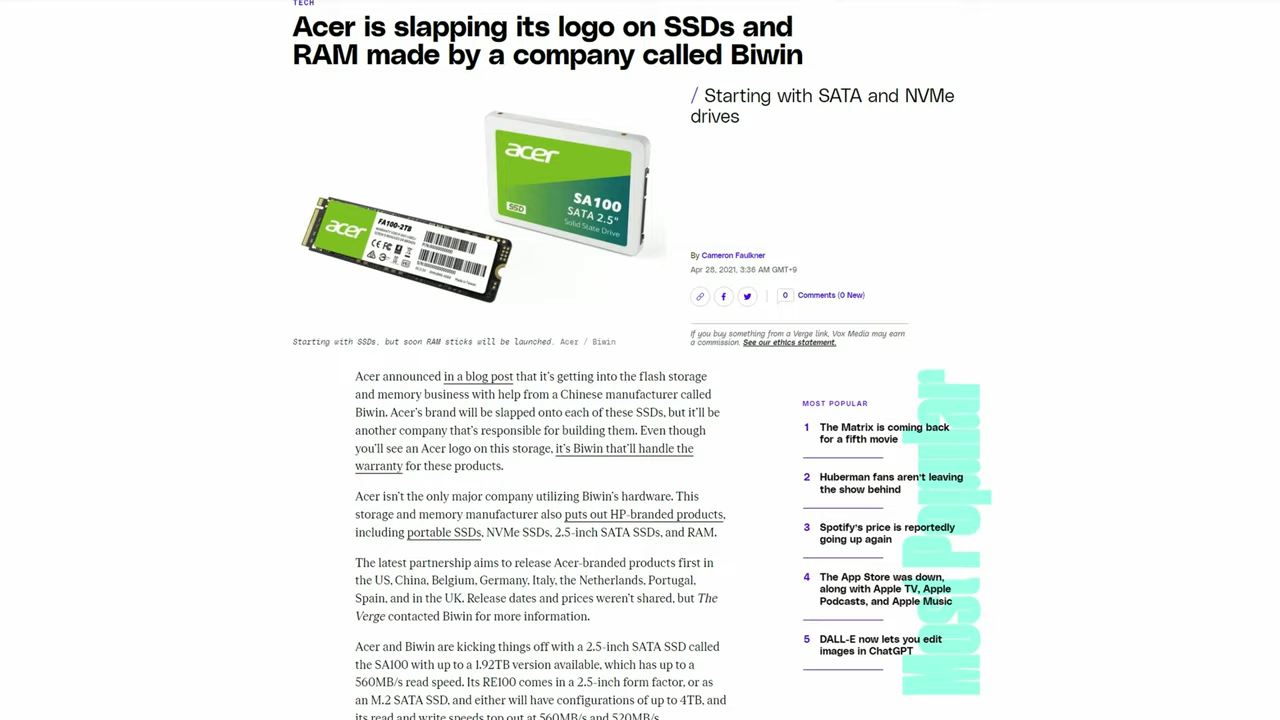 TECH
Acer is slapping its logo on SSDs and
RAM made by a company called Biwin
/ Starting with SATA and NVMe
drives
acer
SSD
SA100
SATA 2.5"
Solid State Drive
acer
FA100-2TB
By Cameron Faulkner
Apr 28, 2021, 3:36 AM GMT+9
0
Comments (0 New)
If you buy something from a Verge link, Vox Media may earn
a commission. See our ethics statement.
Starting with SSDs, but soon RAM sticks will be launched. Acer / Biwin
Acer announced in a blog post that it's getting into the flash storage
and memory business with help from a Chinese manufacturer called
Biwin. Acer's brand will be slapped onto each of these SSDs, but it'll be
another company that's responsible for building them. Even though
you'll see an Acer logo on this storage, it's Biwin that'll handle the
warranty for these products.
Acer isn't the only major company utilizing Biwin's hardware. This
storage and memory manufacturer also puts out HP-branded products,
including portable SSDs, NVMe SSDs, 2.5-inch SATA SSDs, and RAM.
The latest partnership aims to release Acer-branded products first in
the US, China, Belgium, Germany, Italy, the Netherlands, Portugal,
Spain, and in the UK. Release dates and prices weren't shared, but The
Verge contacted Biwin for more information.
Acer and Biwin are kicking things off with a 2.5-inch SATA SSD called
the SA100 with up to a 1.92TB version available, which has up to a
560MB/s read speed. Its RE100 comes in a 2.5-inch form factor, or as
an M.2 SATA SSD, and either will have configurations of up to 4TB, and
its read and write speeds top out at 560MB/s and 520MB/s,
MOST POPULAR
Most Popular
1 The Matrix is coming back
for a fifth movie
2 Huberman fans aren't leaving
the show behind
3 Spotify's price is reportedly
going up again
4 The App Store was down,
along with Apple TV, Apple
Podcasts, and Apple Music
5 DALL-E now lets you edit
images in ChatGPT